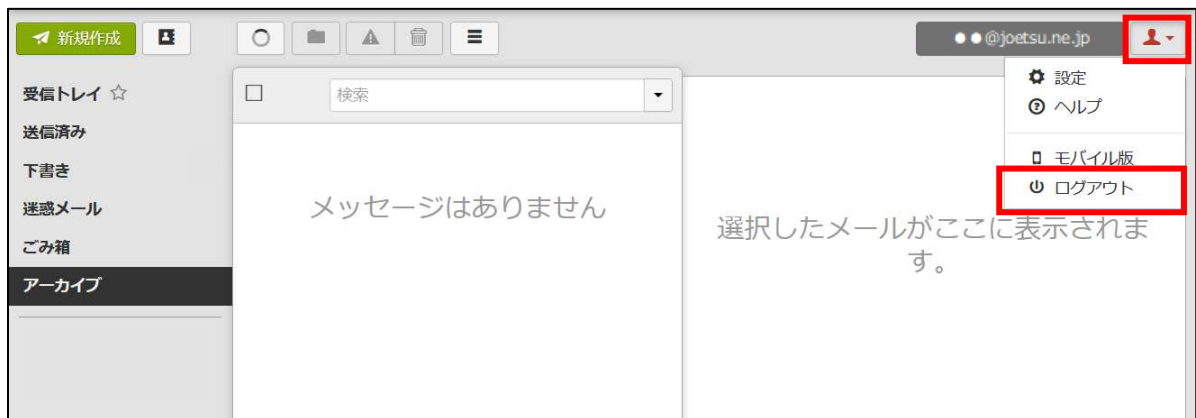 新規作成
●●@joetsu.ne.jp
受信トレイ
送信済み
下書き
迷惑メール
ごみ箱
アーカイブ
検索
メッセージはありません
選択したメールがここに表示されま
す。
設定
ヘルプ
モバイル版
ログアウト